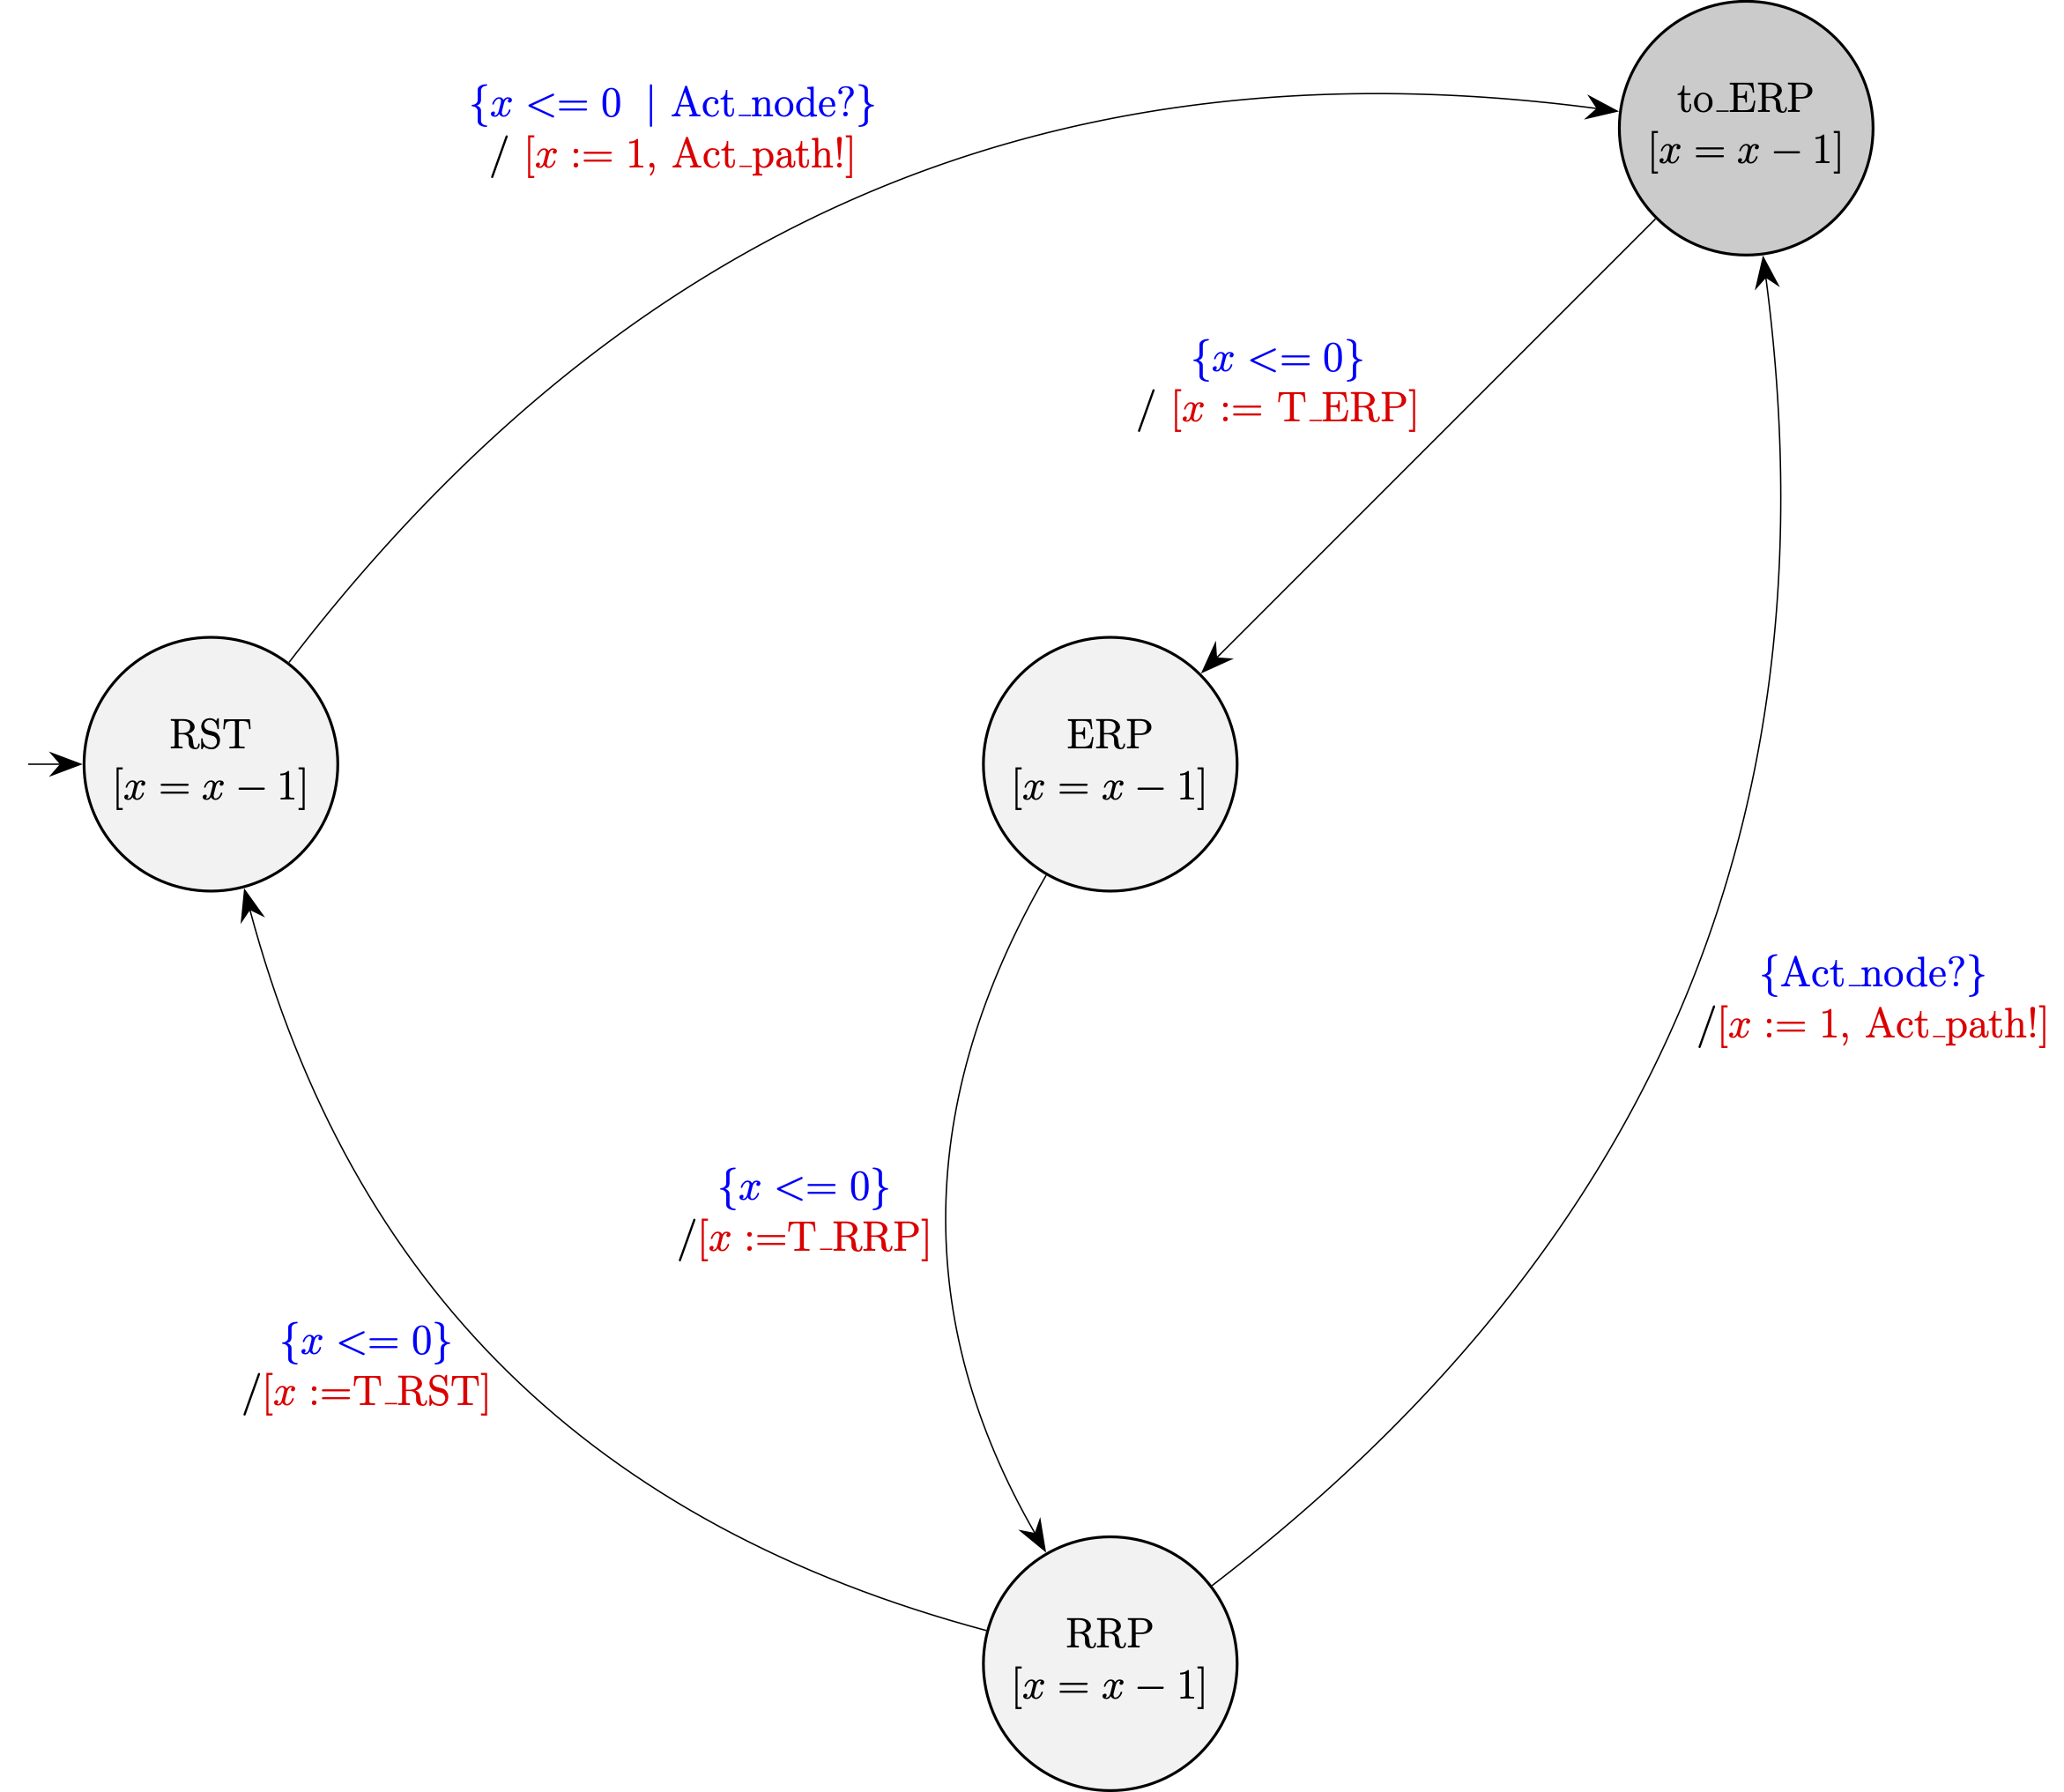 to_ERP
[x = x − 1]
{x <= 0 | Act_node?}
/ [x := 1, Act_path!]
{x <= 0}
/ [x := T_ERP]
RST
[x = x − 1]
ERP
[x = x − 1]
{Act_node?}
/[x := 1, Act_path!]
{x <= 0}
/[x :=T_RRP]
{x <= 0}
/[x :=T_RST]
RRP
[x = x − 1]